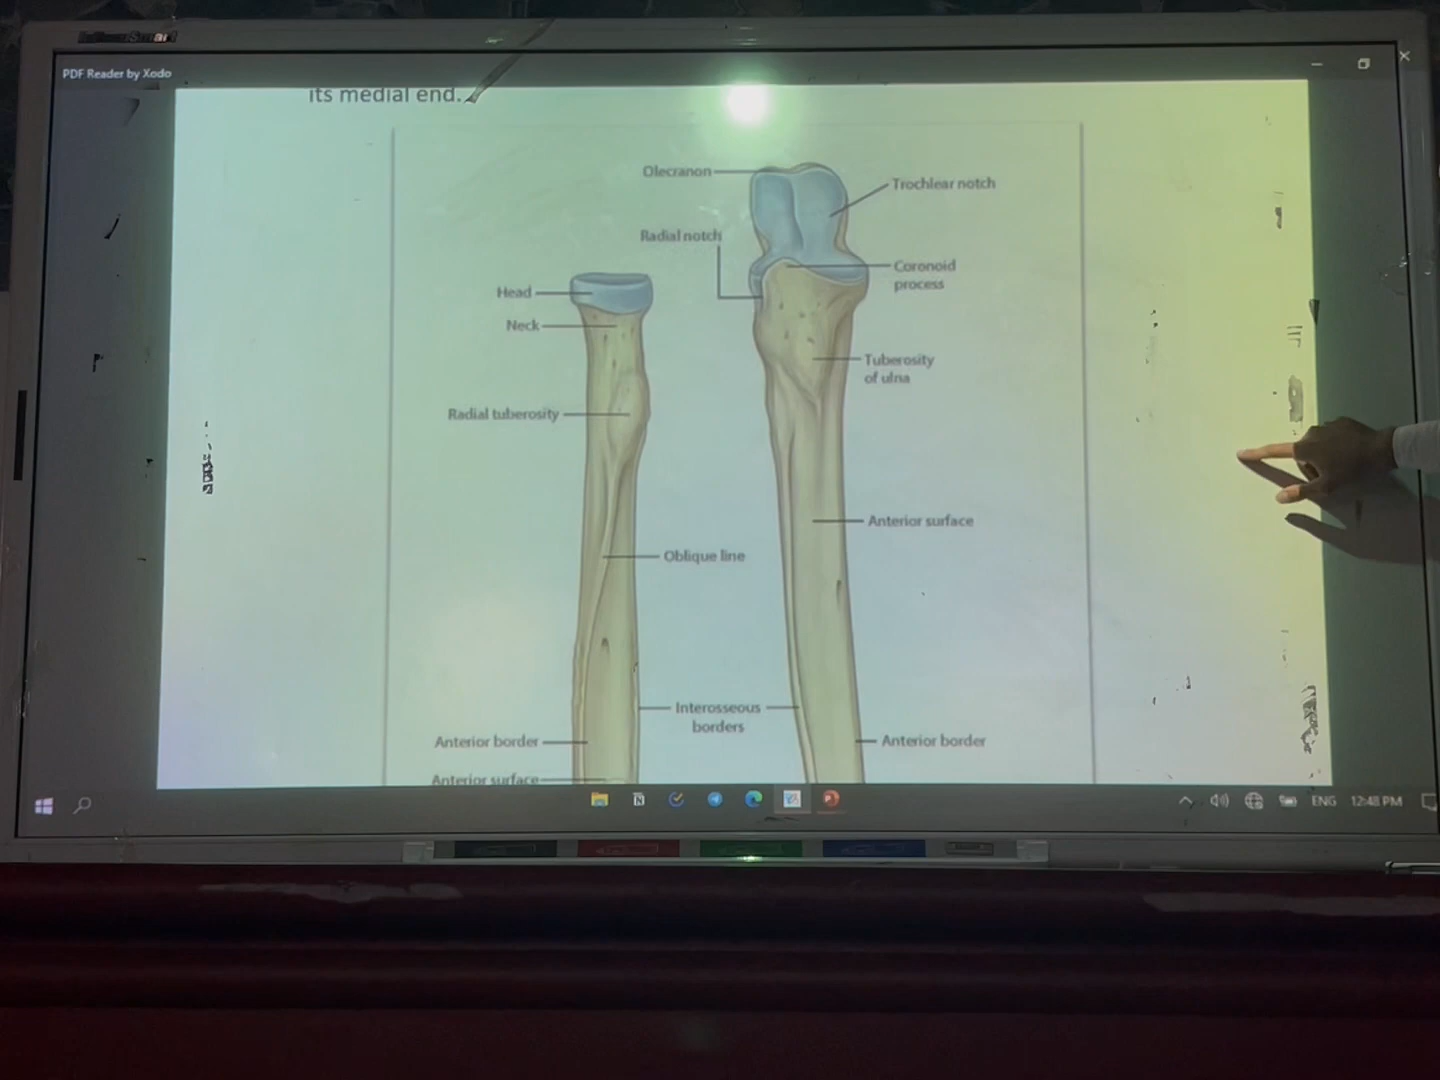 PDF Reader by Xodo
its medial end.
Olecranon
Trochlear notch
Radial notch
Coronoid
process
Head
Neck
Tuberosity
of ulna
Radial tuberosity
Anterior surface
Oblique line
Interosseous
borders
Anterior border
Anterior border
Anterior surface
ENG 12:48 PM